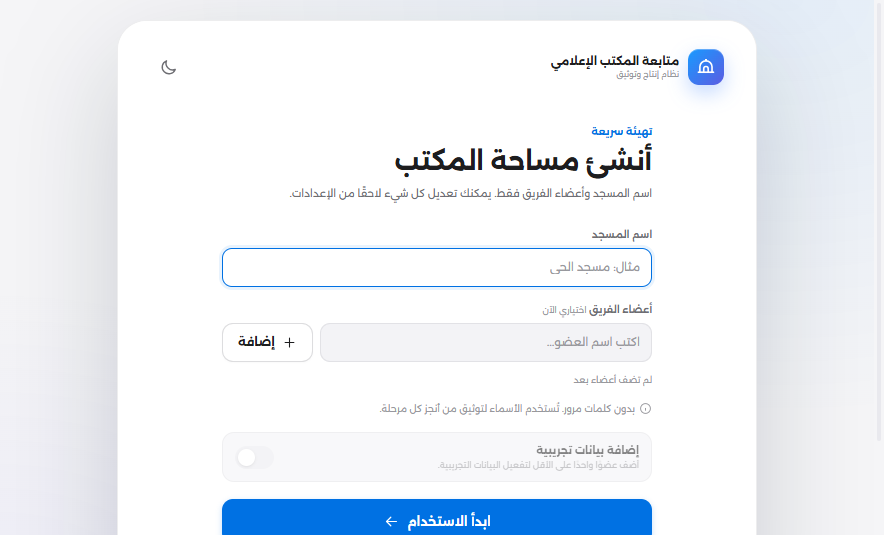 متابعة المكتب الإعلامي
نظام إنتاج وتوثيق
تهيئة سريعة
أنشئ مساحة المكتب
اسم المسجد وأعضاء الفريق فقط. يمكنك تعديل كل شيء لاحقًا من الإعدادات.
اسم المسجد
مثال: مسجد الحي
أعضاء الفريق اختياري الآن
اكتب اسم العضو...
إضافة
لم تضف أعضاء بعد
بدون كلمات مرور. تُستخدم الأسماء لتوثيق من أنجز كل مرحلة.
إضافة بيانات تجريبية
أضف عضوًا واحدًا على الأقل لتفعيل البيانات التجريبية.
ابدأ الاستخدام